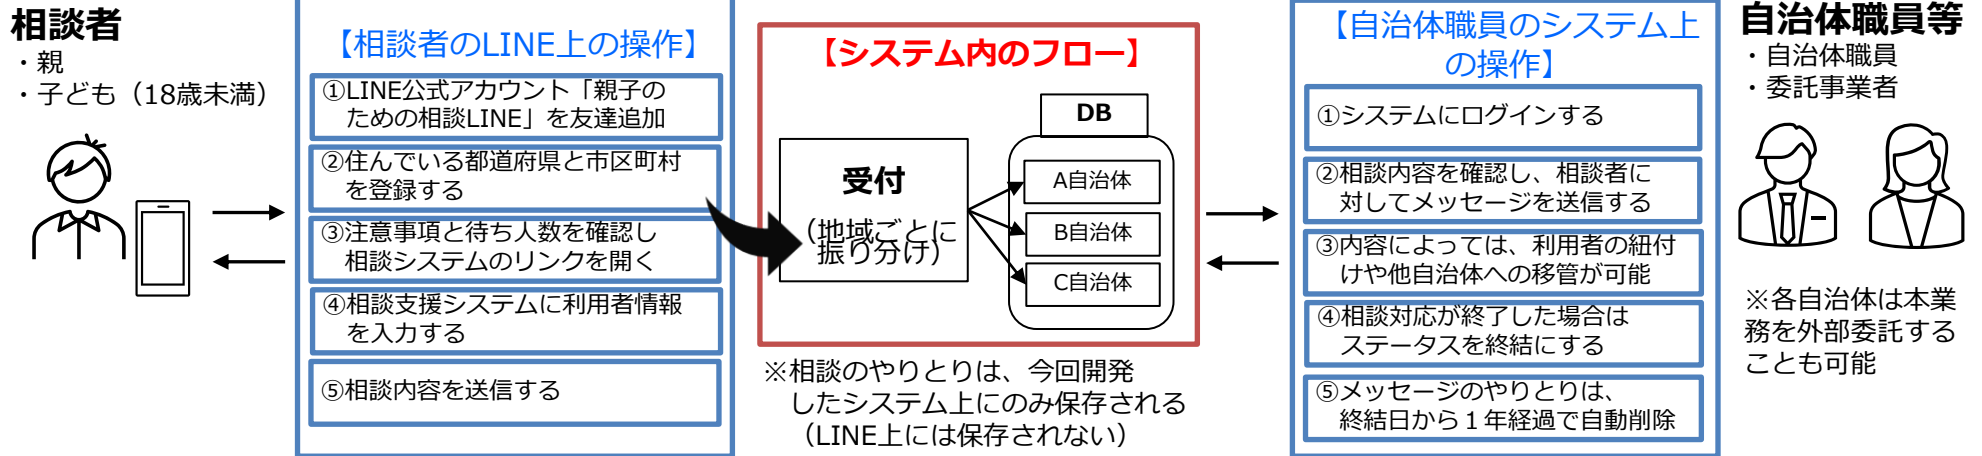 相談者
・親
・子ども（18歳未満）
【相談者のLINE上の操作】
①LINE公式アカウント「親子の
ための相談LINE」を友達追加
②住んでいる都道府県と市区町村
を登録する
③注意事項と待ち人数を確認し
相談システムのリンクを開く
④相談支援システムに利用者情報
を入力する
⑤相談内容を送信する
【システム内のフロー】
受付
（地域ごとに
振り分け）
DB
A自治体
B自治体
C自治体
※相談のやりとりは、今回開発
したシステム上にのみ保存される
（LINE上には保存されない）
【自治体職員のシステム上
の操作】
①システムにログインする
②相談内容を確認し、相談者に
対してメッセージを送信する
③内容によっては、利用者の紐付
けや他自治体への移管が可能
④相談対応が終了した場合は
ステータスを終結にする
⑤メッセージのやりとりは、
終結日から１年経過で自動削除
自治体職員等
・自治体職員
・委託事業者
※各自治体は本業
務を外部委託する
ことも可能